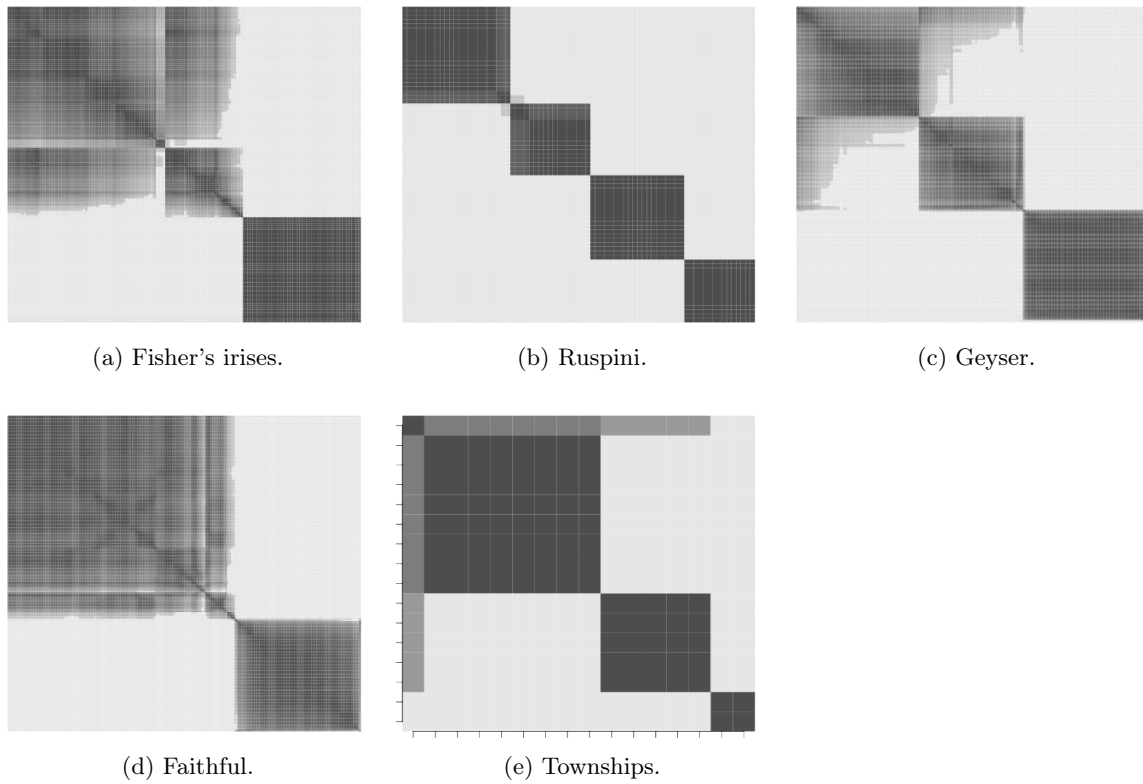 (a) Fisher's irises.
(b) Ruspini.
(c) Geyser.
(d) Faithful.
(e) Townships.